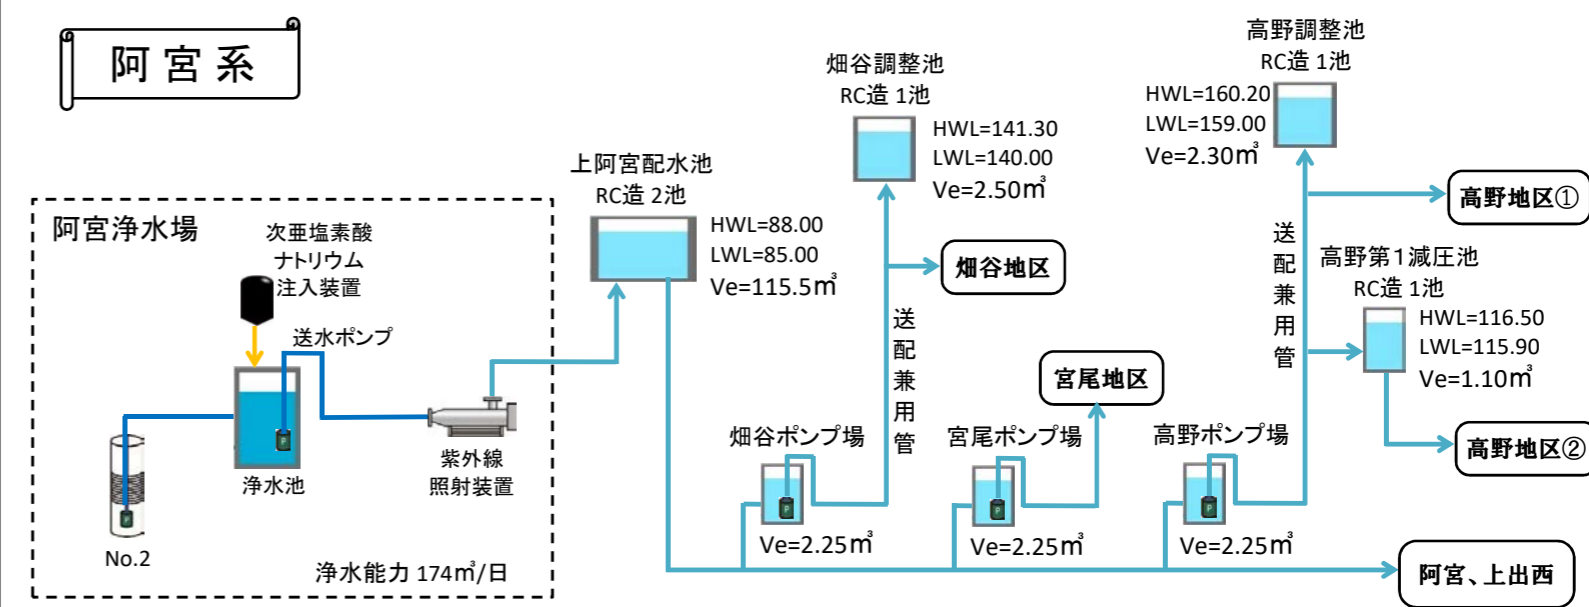 阿宮系
阿宮浄水場
次亜塩素酸
ナトリウム
注入装置
送水ポンプ
浄水池
紫外線
照射装置
No.2
浄水能力 174㎥/日
上阿宮配水池
RC造 2池
HWL=88.00
LWL=85.00
Ve=115.5㎥
畑谷調整池
RC造 1池
HWL=141.30
LWL=140.00
Ve=2.50㎥
畑谷地区
送配兼用管
畑谷ポンプ場
Ve=2.25㎥
宮尾地区
宮尾ポンプ場
Ve=2.25㎥
高野調整池
RC造 1池
HWL=160.20
LWL=159.00
Ve=2.30㎥
高野地区①
送配兼用管
高野第1減圧池
RC造 1池
HWL=116.50
LWL=115.90
Ve=1.10㎥
高野地区②
高野ポンプ場
Ve=2.25㎥
阿宮、上出西
P
P
P
P
P